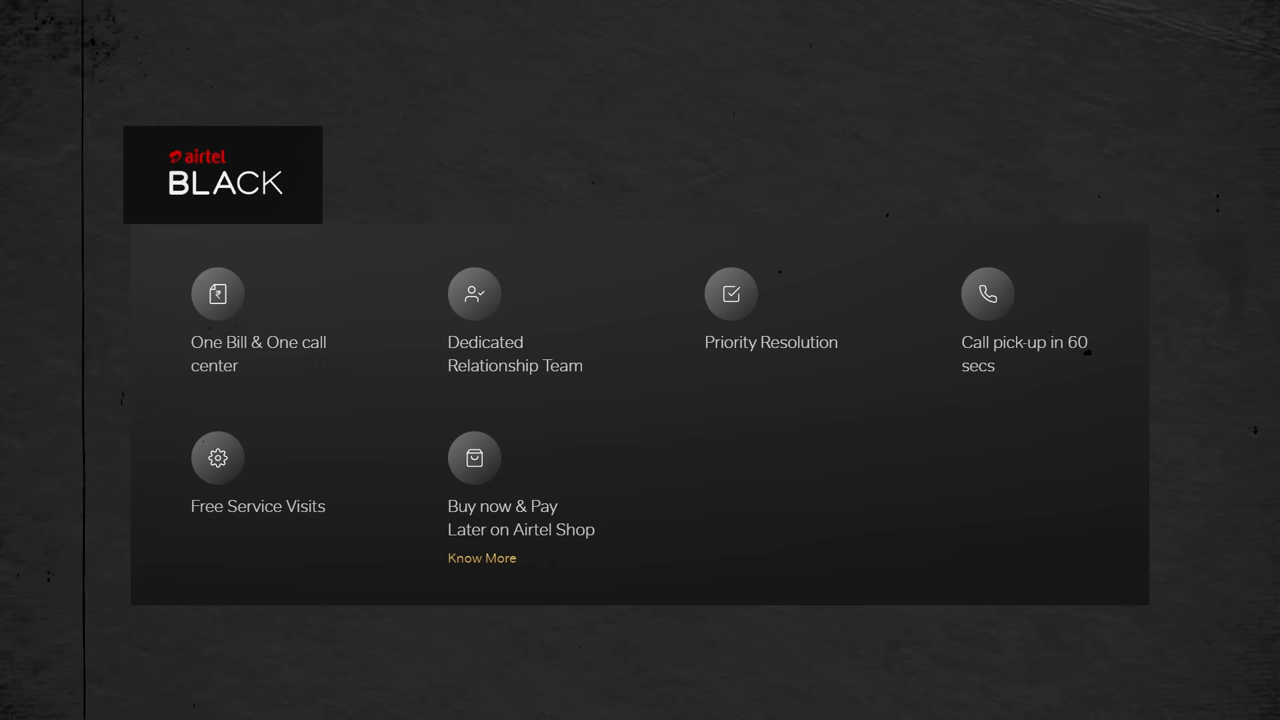 airtel
BLACK
One Bill & One call
center
Dedicated
Relationship Team
Priority Resolution
Call pick-up in 60
secs
Free Service Visits
Buy now & Pay
Later on Airtel Shop
Know More